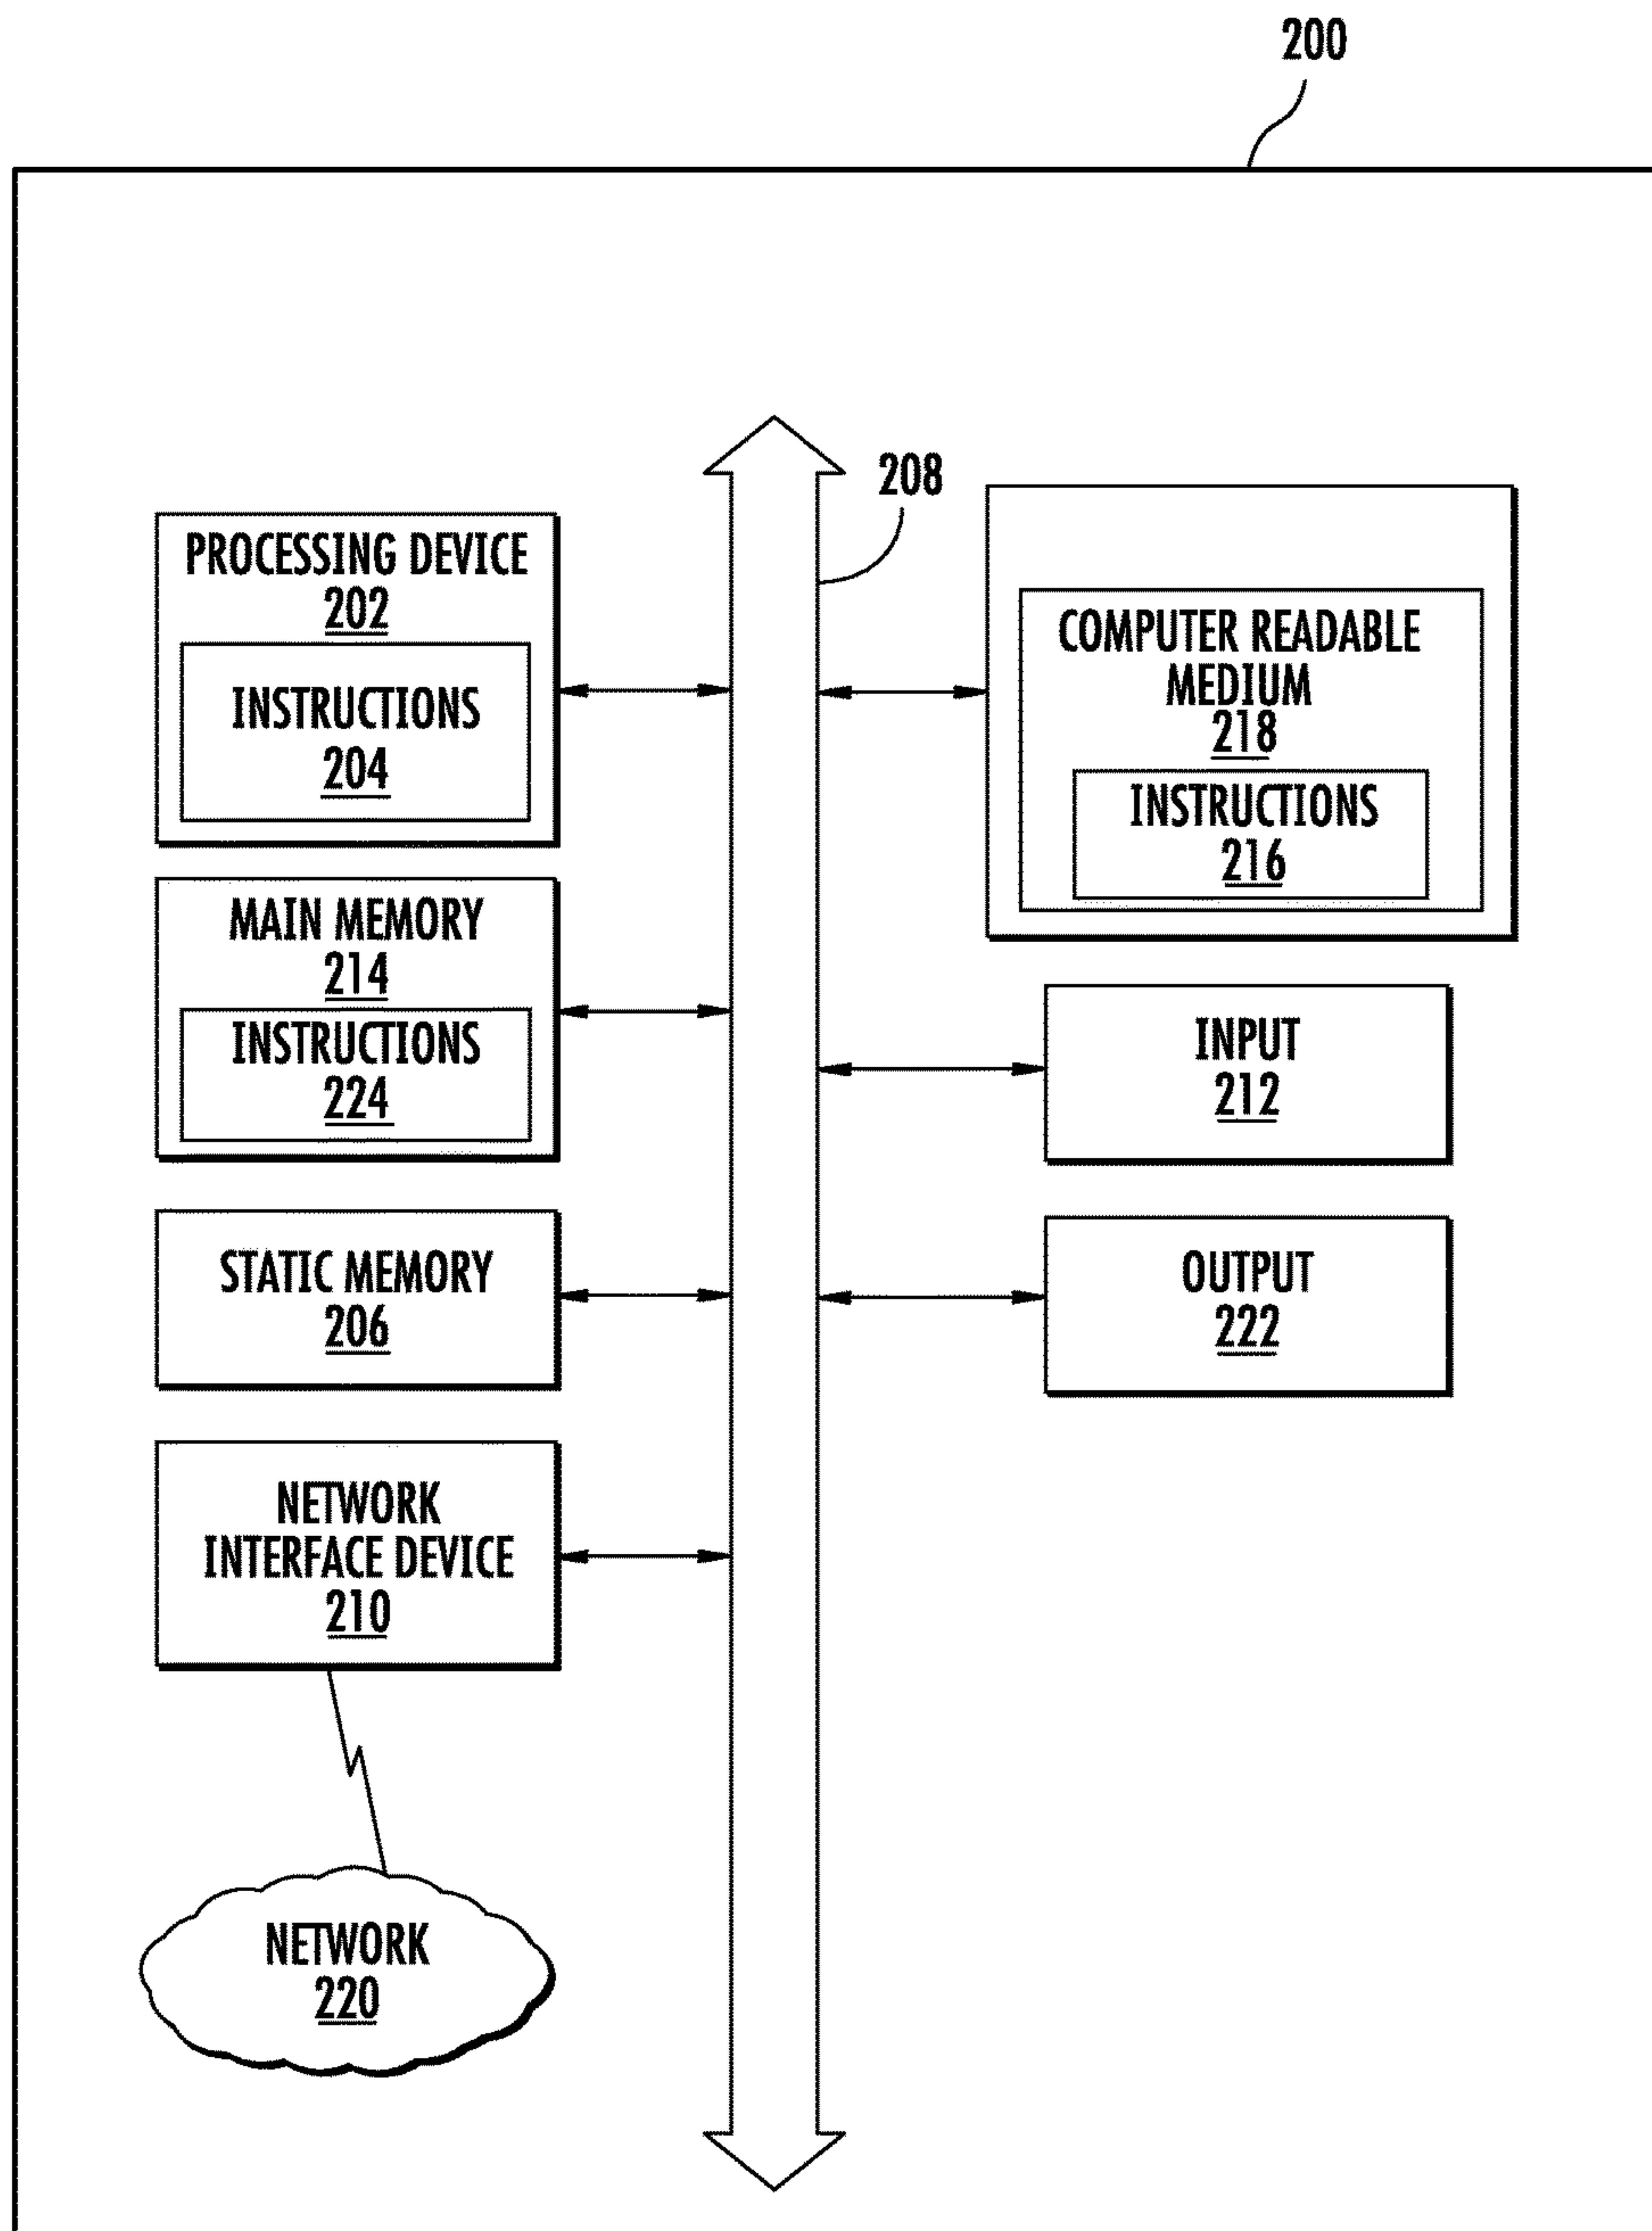 200
208
PROCESSING DEVICE
202
INSTRUCTIONS
204
MAIN MEMORY
214
INSTRUCTIONS
224
STATIC MEMORY
206
NETWORK
INTERFACE DEVICE
210
NETWORK
220
COMPUTER READABLE
MEDIUM
218
INSTRUCTIONS
216
INPUT
212
OUTPUT
222